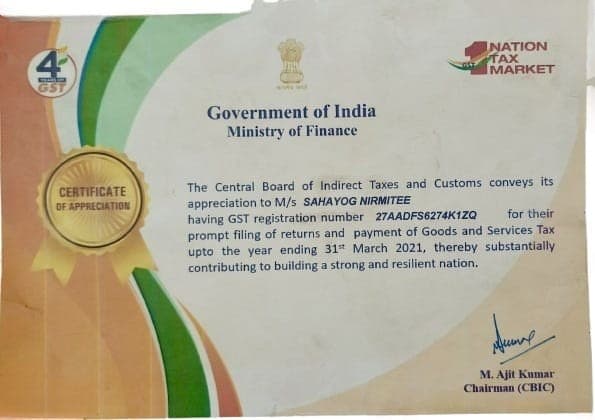 4
YEARS OF
GST
1 NATION
TAX
MARKET
GST
Government of India
Ministry of Finance
CERTIFICATE
OF APPRECIATION
The Central Board of Indirect Taxes and Customs conveys its
appreciation to M/s SAHAYOG NIRMITEE
having GST registration number 27AADFS6274K1ZQ for their
prompt filing of returns and payment of Goods and Services Tax
upto the year ending 31st March 2021, thereby substantially
contributing to building a strong and resilient nation.
M. Ajit Kumar
Chairman (CBIC)